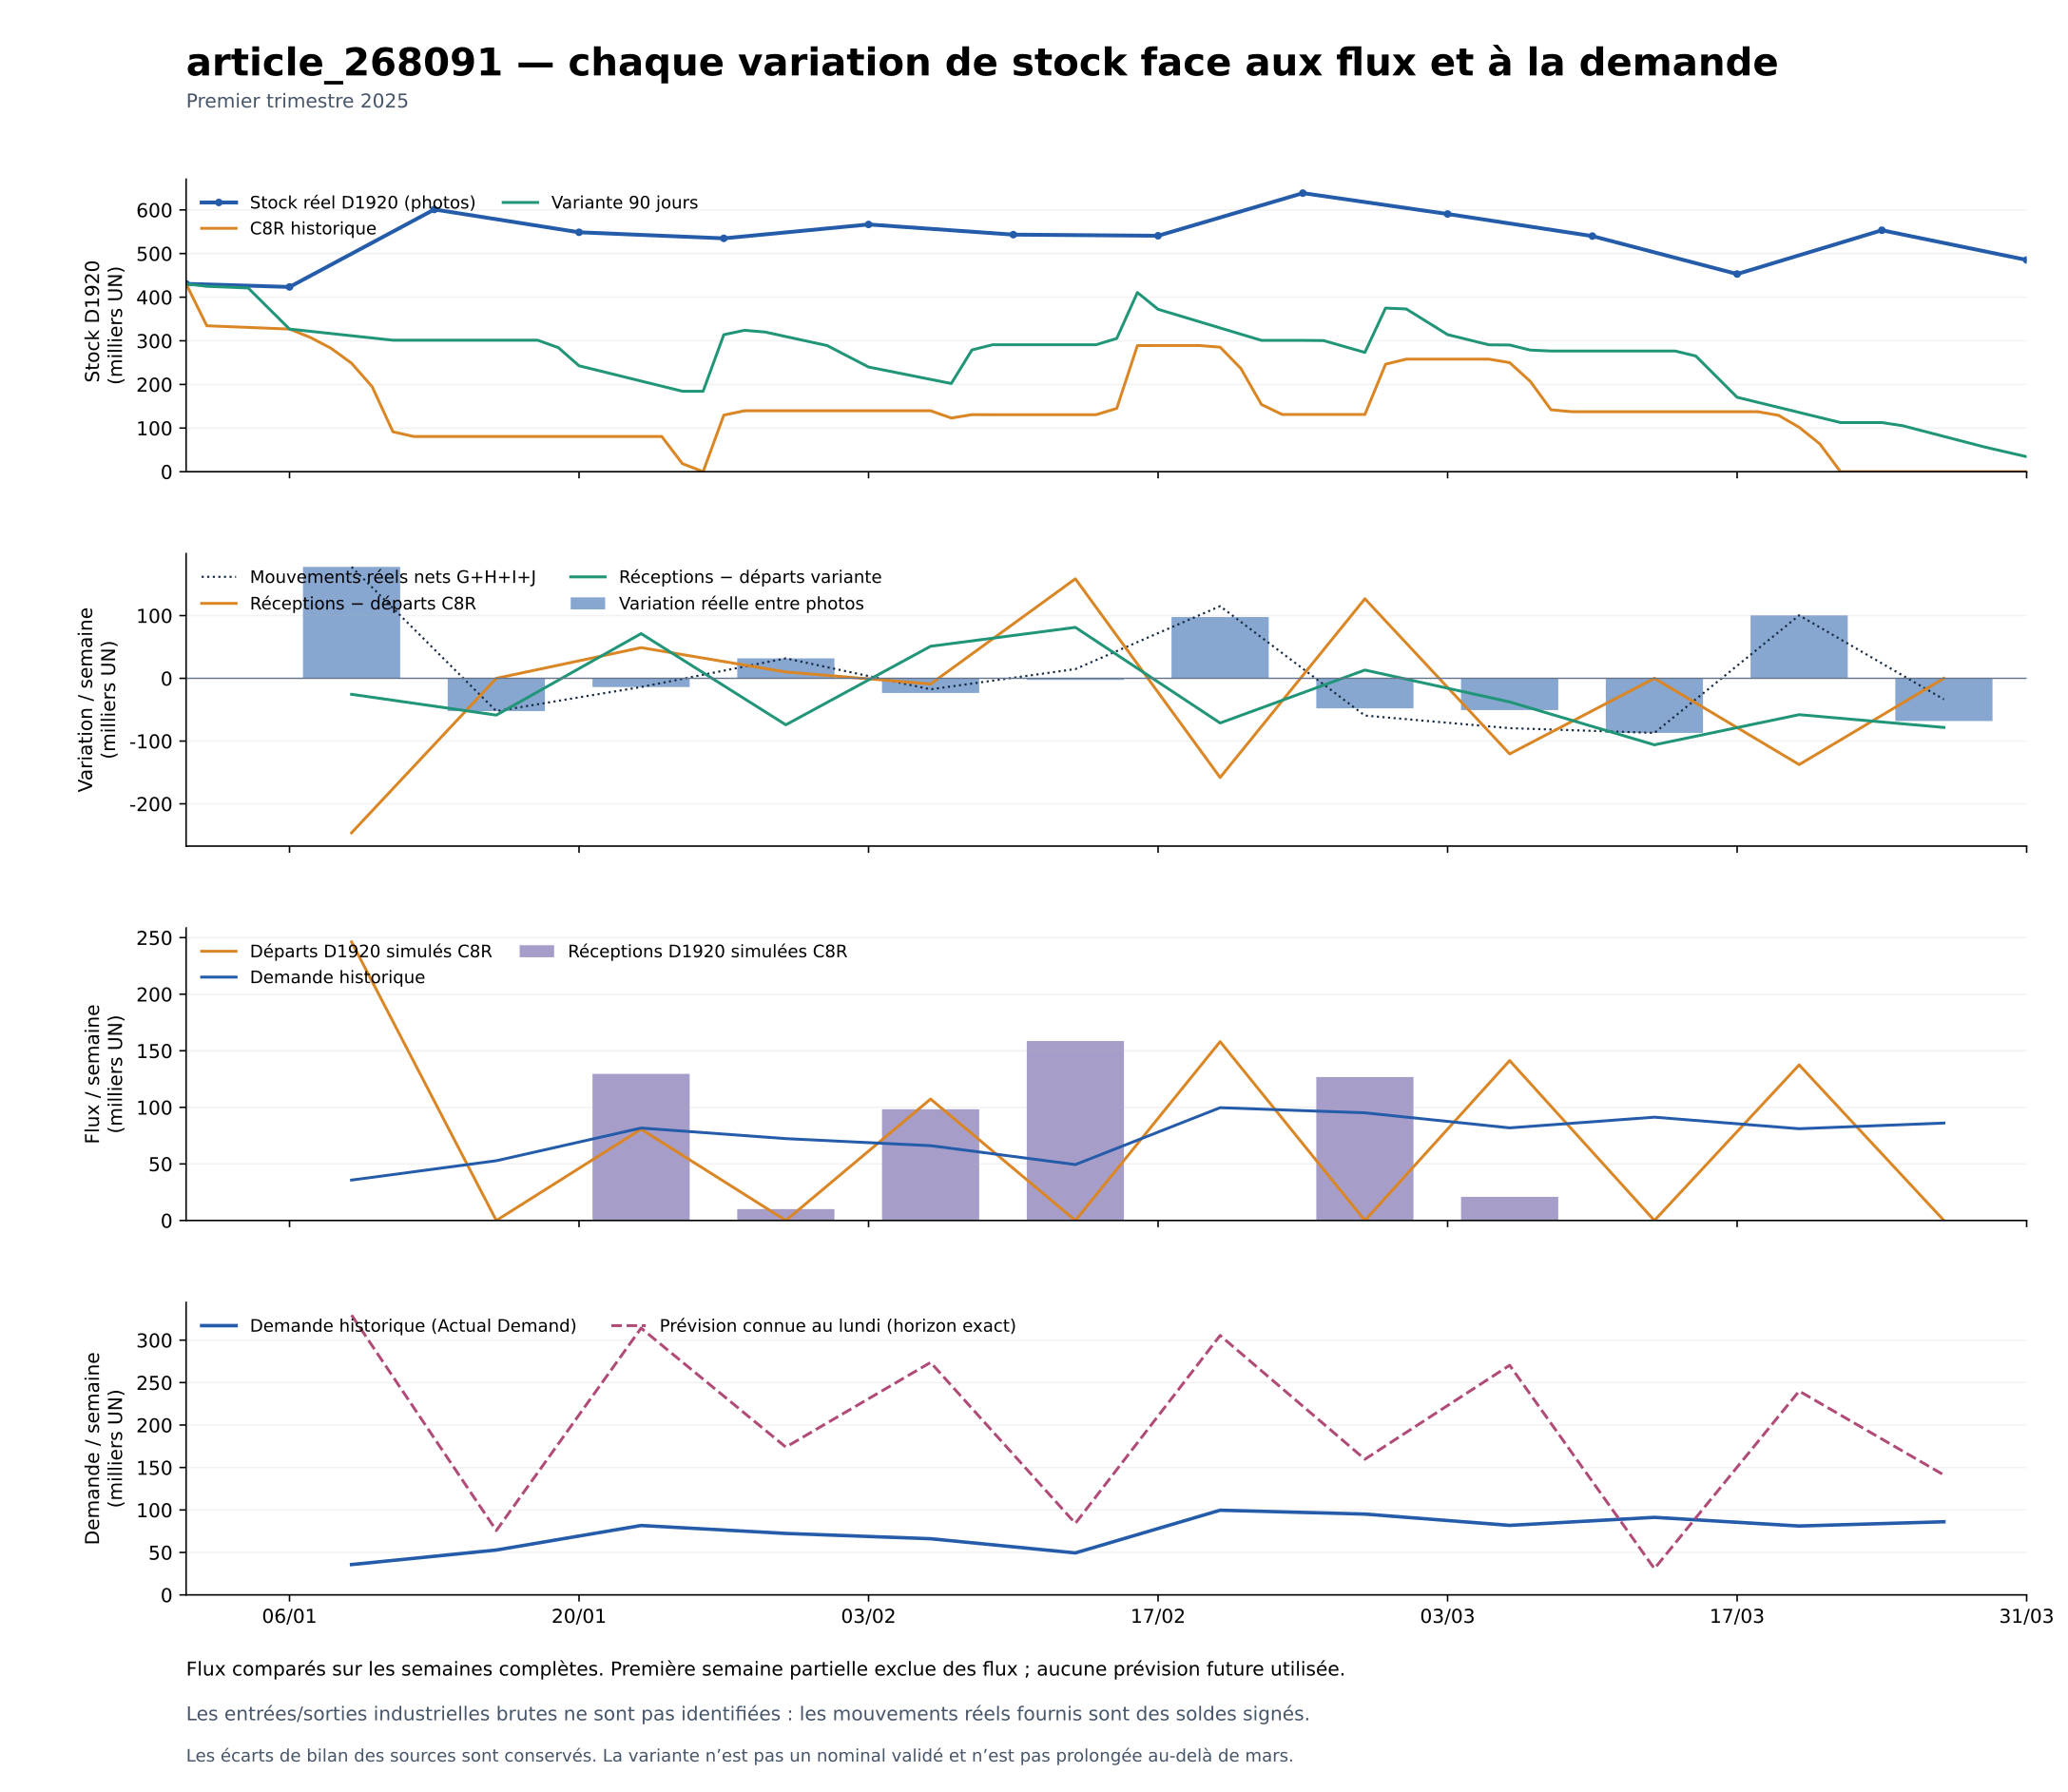 article_268091 — chaque variation de stock face aux flux et à la demande
Premier trimestre 2025
Stock D1920
(milliers UN)
600
500
400
300
200
100
0
Stock réel D1920 (photos)
C8R historique
Variante 90 jours
Variation / semaine
(milliers UN)
100
0
-100
-200
Mouvements réels nets G+H+I+J
Réceptions − départs C8R
Réceptions − départs variante
Variation réelle entre photos
Flux / semaine
(milliers UN)
250
200
150
100
50
0
Départs D1920 simulés C8R
Demande historique
Réceptions D1920 simulées C8R
Demande / semaine
(milliers UN)
300
250
200
150
100
50
0
Demande historique (Actual Demand)
Prévision connue au lundi (horizon exact)
06/01 20/01 03/02 17/02 03/03 17/03 31/03
Flux comparés sur les semaines complètes. Première semaine partielle exclue des flux ; aucune prévision future utilisée.
Les entrées/sorties industrielles brutes ne sont pas identifiées : les mouvements réels fournis sont des soldes signés.
Les écarts de bilan des sources sont conservés. La variante n’est pas un nominal validé et n’est pas prolongée au-delà de mars.